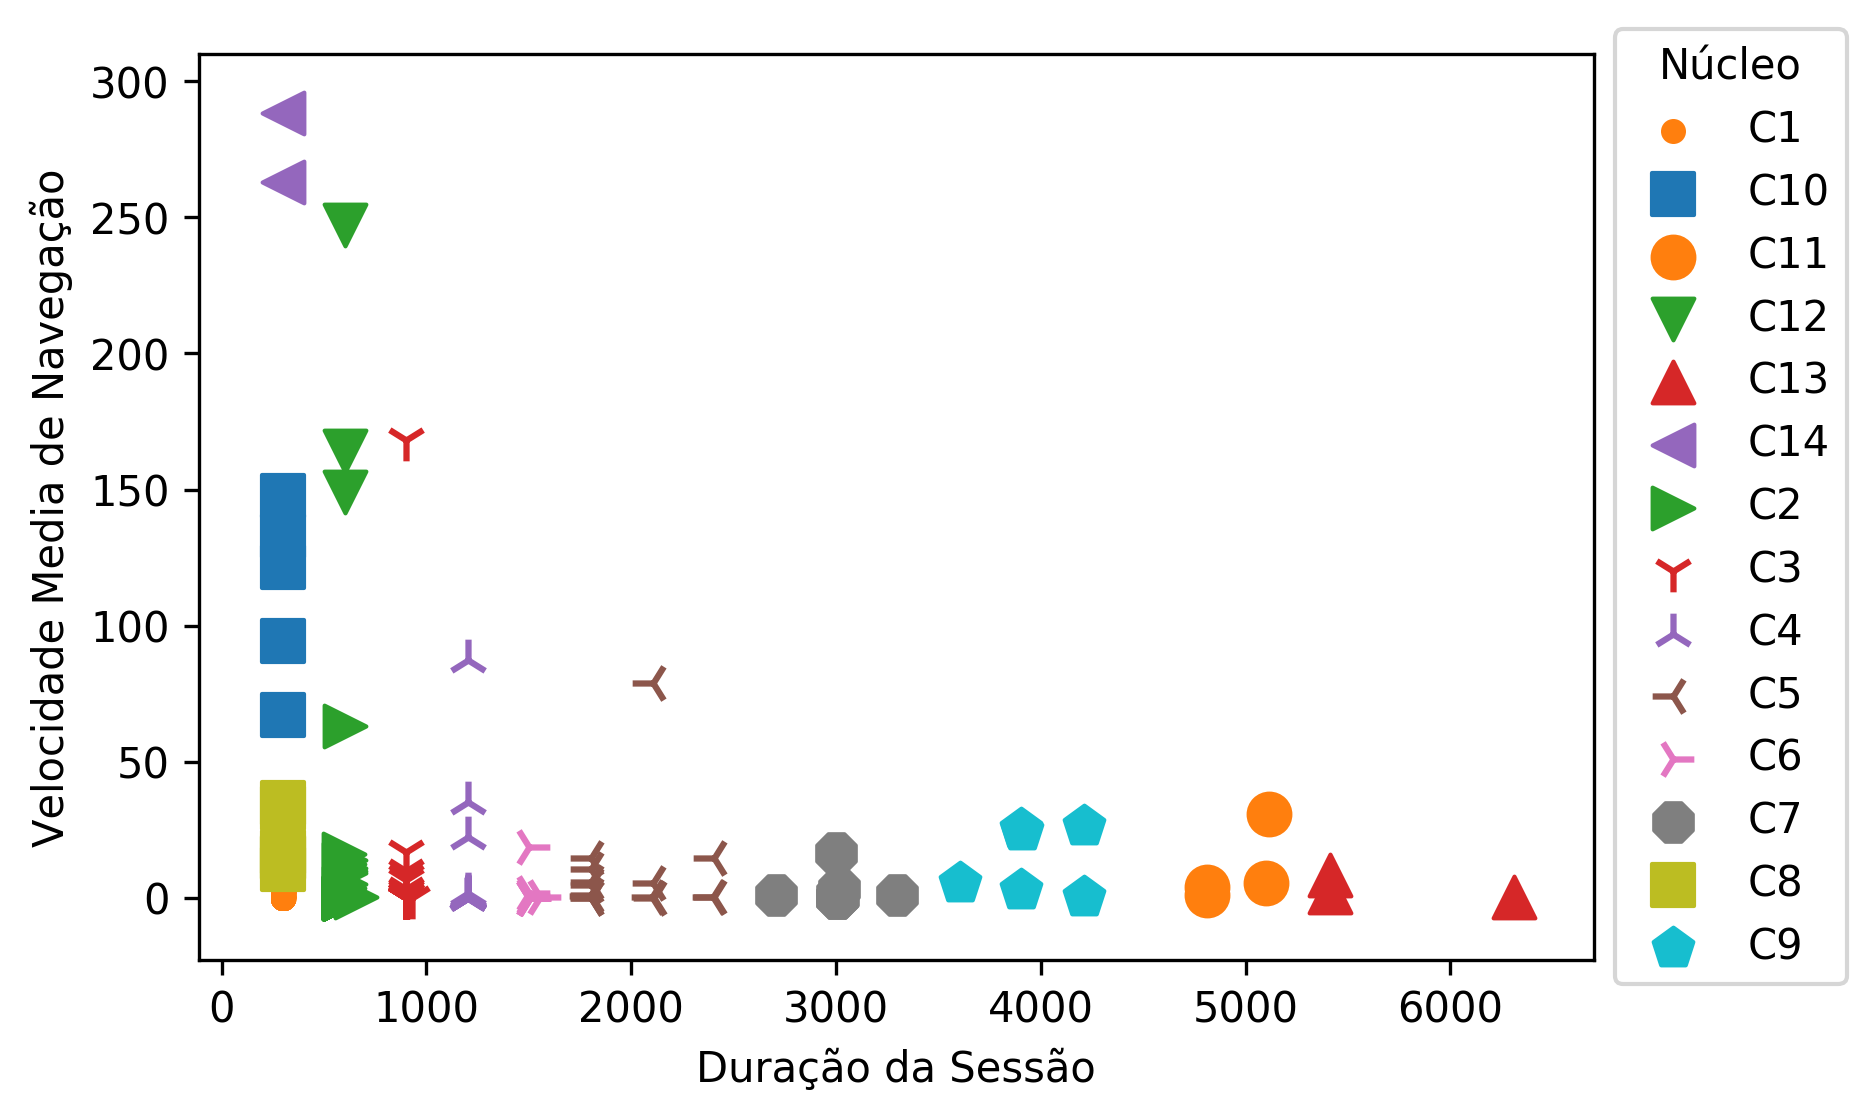 Velocidade Media de Navegação
300
250
200
150
100
50
0
0 1000 2000 3000 4000 5000 6000
Duração da Sessão
Núcleo
C1
C10
C11
C12
C13
C14
C2
C3
C4
C5
C6
C7
C8
C9